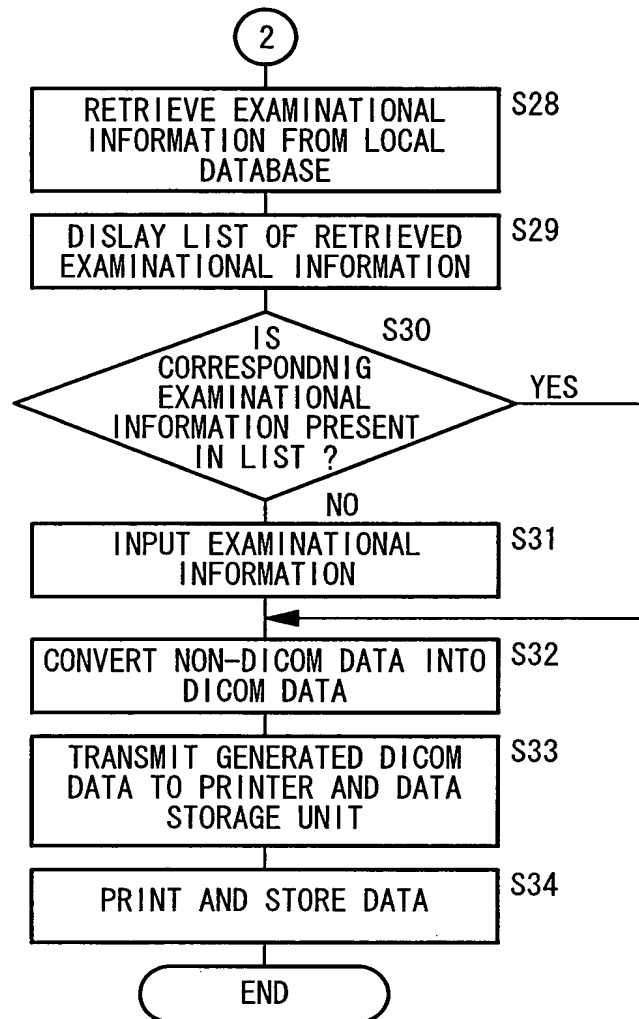 2
RETRIEVE EXAMINATIONAL
INFORMATION FROM LOCAL
DATABASE
S28
DISLAY LIST OF RETRIEVED
EXAMINATIONAL INFORMATION
S29
S30
IS
CORRESPONDNIG
EXAMINATIONAL
INFORMATION PRESENT
IN LIST ?
YES
NO
INPUT EXAMINATIONAL
INFORMATION
S31
CONVERT NON-DICOM DATA INTO
DICOM DATA
S32
TRANSMIT GENERATED DICOM
DATA TO PRINTER AND DATA
STORAGE UNIT
S33
PRINT AND STORE DATA
S34
END